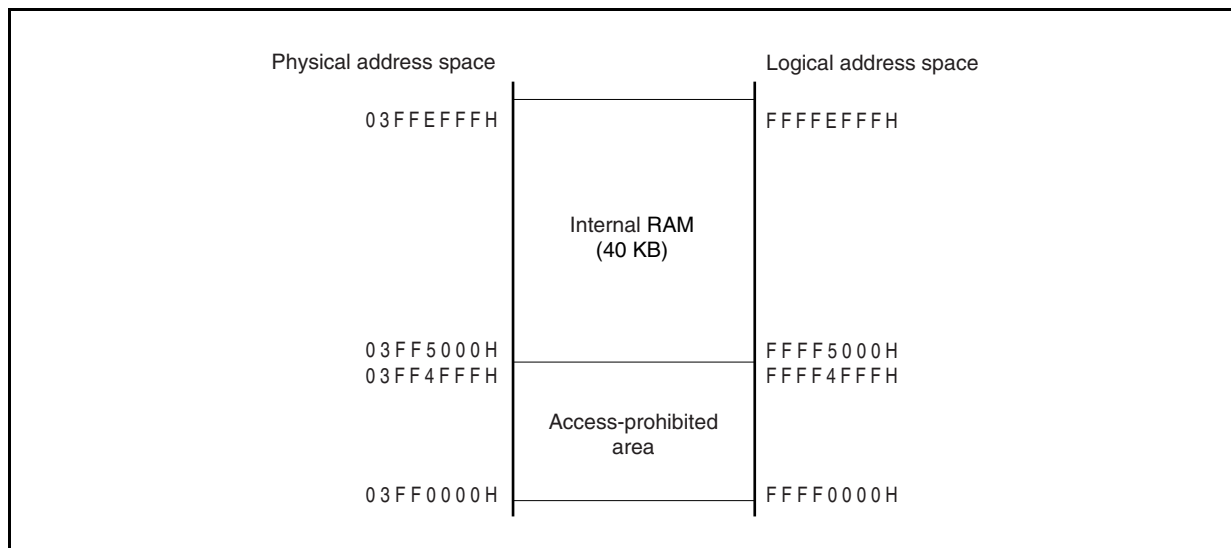 Physical address space
Logical address space
03FFEFFFH
FFFFEFFFH
Internal RAM
(40 KB)
03FF5000H
FFFF5000H
03FF4FFFH
FFFF4FFFH
Access-prohibited
area
03FF0000H
FFFF0000H